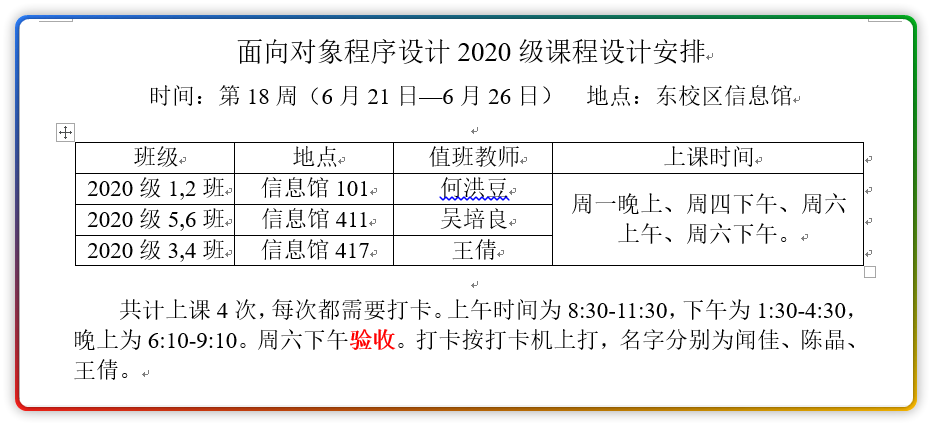 面向对象程序设计 2020 级课程设计安排
时间：第 18 周（6 月 21 日—6 月 26 日） 地点：东校区信息馆
班级 地点 值班教师 上课时间
2020 级 1,2 班 信息馆 101 何洪豆
2020 级 5,6 班 信息馆 411 吴培良
2020 级 3,4 班 信息馆 417 王倩
周一晚上、周四下午、周六
上午、周六下午。
共计上课 4 次，每次都需要打卡。上午时间为 8:30-11:30，下午为 1:30-4:30，
晚上为 6:10-9:10。周六下午验收。打卡按打卡机上打，名字分别为闻佳、陈晶、
王倩。